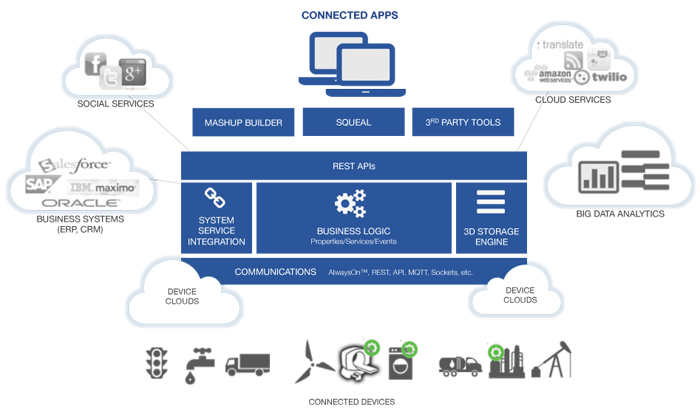 CONNECTED APPS
f
t
g+
SOCIAL SERVICES
translate
amazon
web services
twilio
CLOUD SERVICES
MASHUP BUILDER
SQUEAL
3RD PARTY TOOLS
REST APIs
salesforce
SAP
IBM. maximo
ORACLE
BUSINESS SYSTEMS
(ERP, CRM)
BIG DATA ANALYTICS
SYSTEM
SERVICE
INTEGRATION
BUSINESS LOGIC
Properties/Services/Events
3D STORAGE
ENGINE
COMMUNICATIONS AlwaysOn™, REST, API, MQTT, Sockets, etc.
DEVICE
CLOUDS
DEVICE
CLOUDS
CONNECTED DEVICES